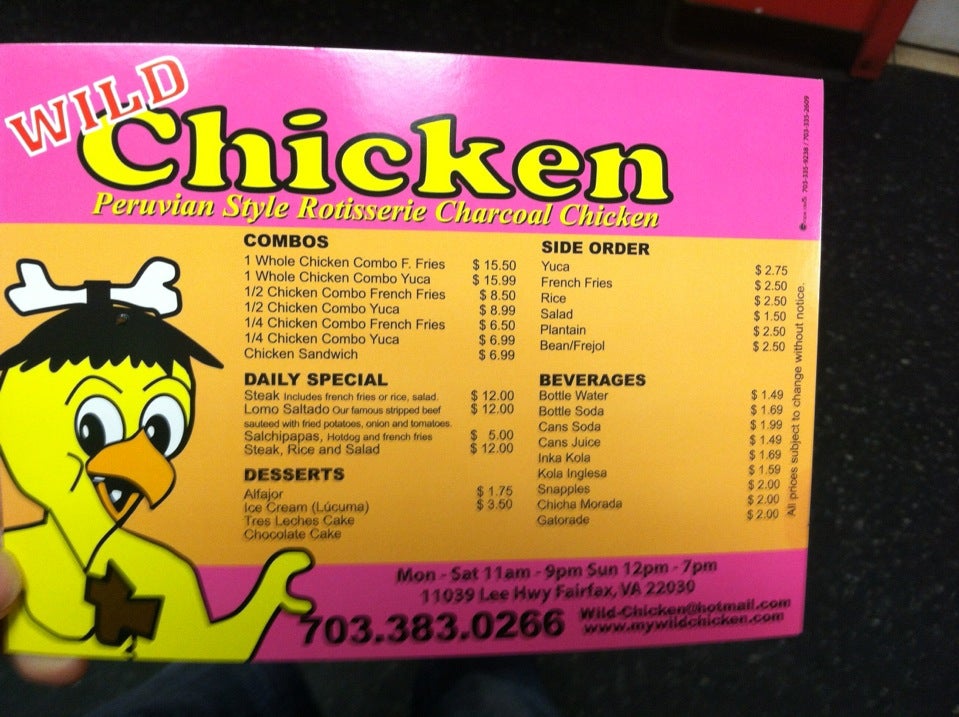 WILD
Chicken
Peruvian Style Rotisserie Charcoal Chicken
COMBOS
1 Whole Chicken Combo F. Fries $ 15.50
1 Whole Chicken Combo Yuca $ 15.99
1/2 Chicken Combo French Fries $ 8.50
1/2 Chicken Combo Yuca $ 8.99
1/4 Chicken Combo French Fries $ 6.50
1/4 Chicken Combo Yuca $ 6.99
Chicken Sandwich $ 6.99
DAILY SPECIAL
Steak Includes french fries or rice, salad. $ 12.00
Lomo Saltado Our famous stripped beef $ 12.00
sauteed with fried potatoes, onion and tomatoes.
Salchipapas, Hotdog and french fries $ 5.00
Steak, Rice and Salad $ 12.00
DESSERTS
Alfajor $ 1.75
Ice Cream (Lúcuma) $ 3.50
Tres Leches Cake
Chocolate Cake
SIDE ORDER
Yuca $ 2.75
French Fries $ 2.50
Rice $ 2.50
Salad $ 1.50
Plantain $ 2.50
Bean/Frejol $ 2.50
BEVERAGES
Bottle Water $ 1.49
Bottle Soda $ 1.69
Cans Soda $ 1.99
Cans Juice $ 1.49
Inka Kola $ 1.69
Kola Inglesa $ 1.59
Snapples $ 2.00
Chicha Morada $ 2.00
Gatorade $ 2.00
All prices subject to change without notice.
703-335-9238 / 703-335-2609
Mon - Sat 11am - 9pm Sun 12pm - 7pm
11039 Lee Hwy Fairfax, VA 22030
703.383.0266
Wild-Chicken@hotmail.com
www.mywildchicken.com